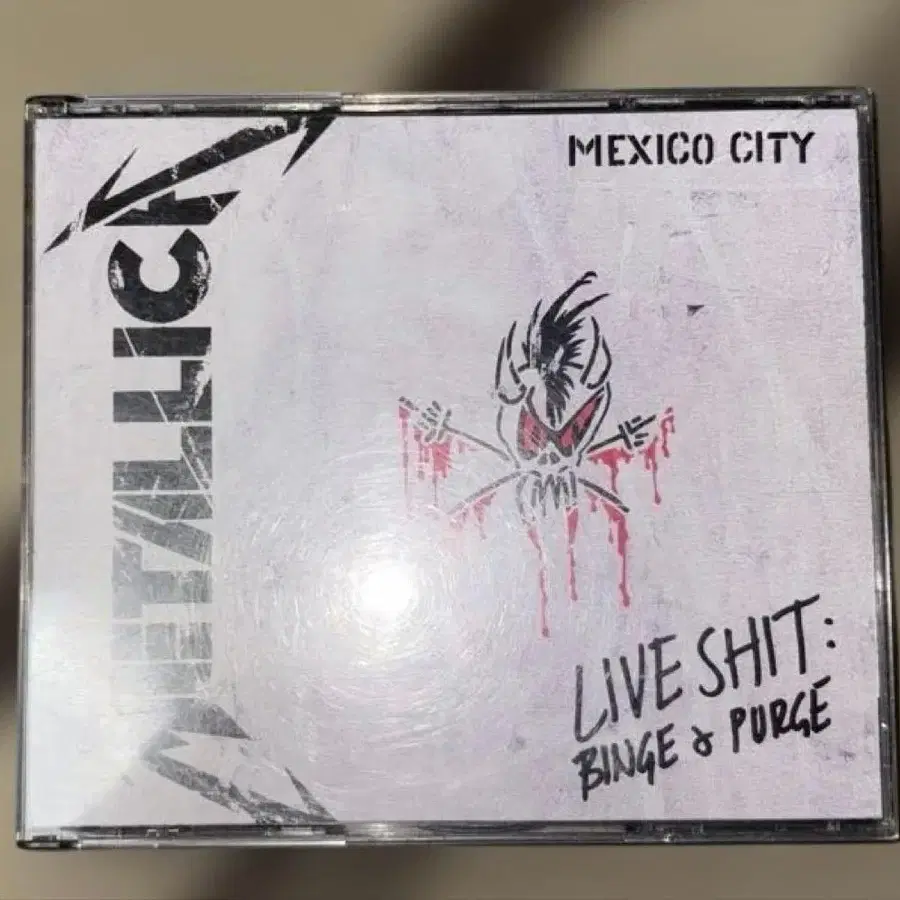 METALLICA
MEXICO CITY
LIVE SHIT:
BINGE & PURGE